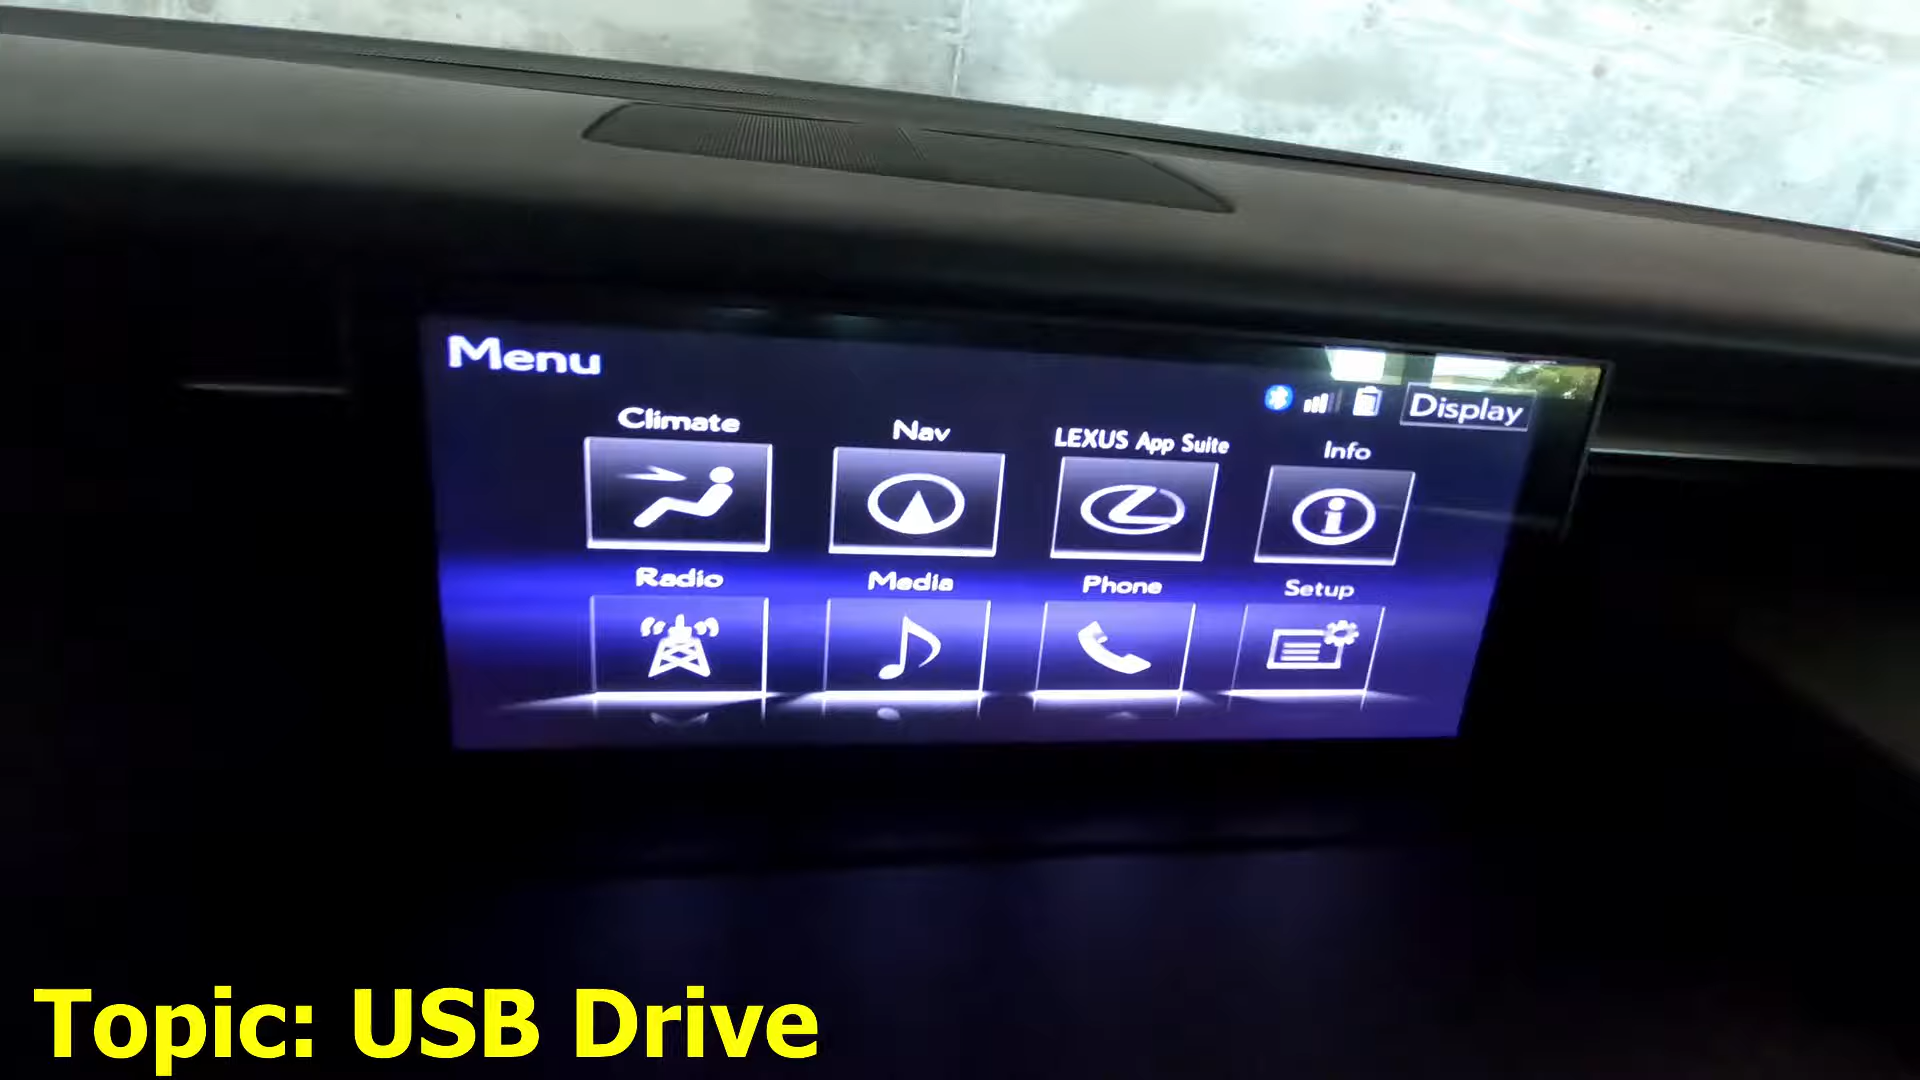 Menu
Display
Climate
Nav
LEXUS App Suite
Info
Radio
Media
Phone
Setup
Topic: USB Drive